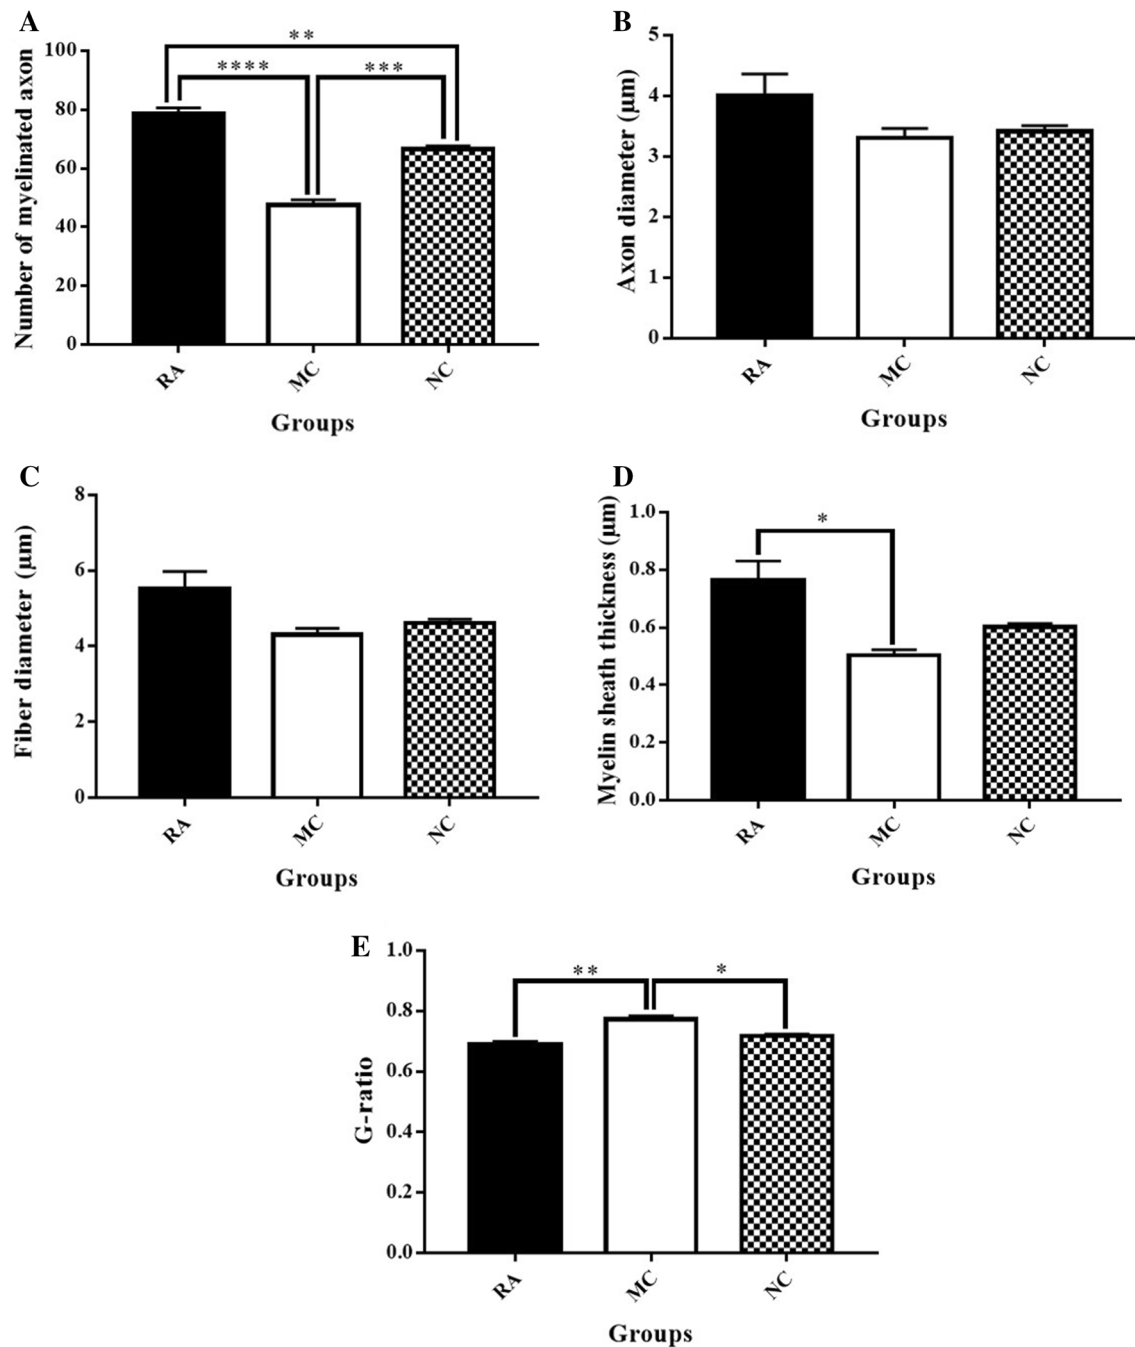 A
Number of myelinated axon
100
80
60
40
20
0
**
****
***
RA
MC
NC
Groups
B
Axon diameter (μm)
5
4
3
2
1
0
RA
MC
NC
Groups
C
Fiber diameter (μm)
8
6
4
2
0
RA
MC
NC
Groups
D
Myelin sheath thickness (μm)
1.0
0.8
0.6
0.4
0.2
0.0
*
RA
MC
NC
Groups
E
G-ratio
1.0
0.8
0.6
0.4
0.2
0.0
**
*
RA
MC
NC
Groups